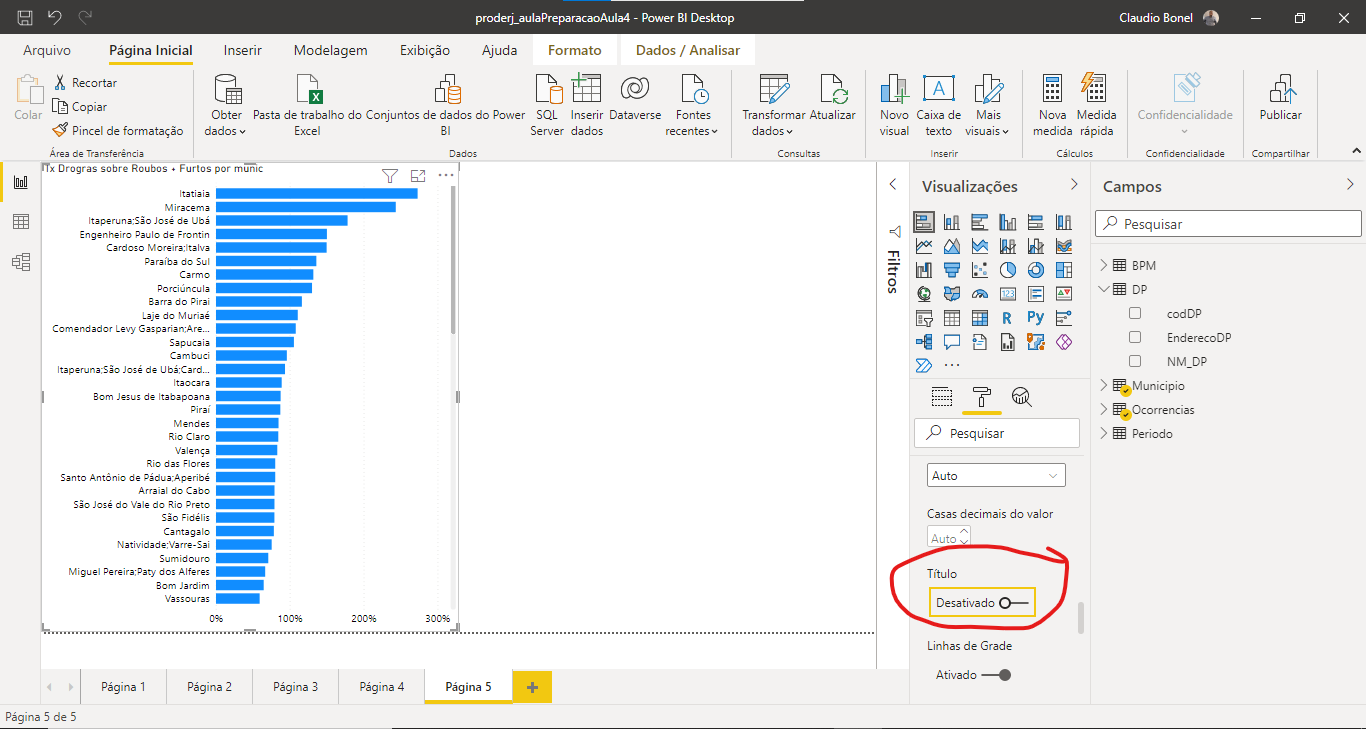 proderj_aulaPreparacaoAula4 - Power BI Desktop
Claudio Bonel
Arquivo
Página Inicial
Inserir
Modelagem
Exibição
Ajuda
Formato
Dados / Analisar
Colar
Recortar
Copiar
Pincel de formatação
Área de Transferência
Obter
dados
Pasta de trabalho do
Excel
Conjuntos de dados do Power
BI
SQL
Server
Inserir
dados
Dataverse
Fontes
recentes
Dados
Transformar
dados
Atualizar
Consultas
Novo
visual
Caixa de
texto
Mais
visuais
Inserir
Nova
medida
Medida
rápida
Cálculos
Confidencialidade
Confidencialidade
Publicar
Compartilhar
Tx Drogras sobre Roubos + Furtos por munic
Itatiaia
Miracema
Itaperuna;São José de Ubá
Engenheiro Paulo de Frontin
Cardoso Moreira;Italva
Paraíba do Sul
Carmo
Porciúncula
Barra do Piraí
Laje do Muriaé
Comendador Levy Gasparian;Are...
Sapucaia
Cambuci
Itaperuna;São José de Ubá;Card...
Itaocara
Bom Jesus de Itabapoana
Piraí
Mendes
Rio Claro
Valença
Rio das Flores
Santo Antônio de Pádua;Aperibé
Arraial do Cabo
São José do Vale do Rio Preto
São Fidélis
Cantagalo
Natividade;Varre-Sai
Sumidouro
Miguel Pereira;Paty dos Alferes
Bom Jardim
Vassouras
0%
100%
200%
300%
Filtros
Visualizações
123
R
Py
Pesquisar
Auto
Casas decimais do valor
Auto
Título
Desativado
Linhas de Grade
Ativado
Campos
Pesquisar
BPM
DP
codDP
EnderecoDP
NM_DP
Municipio
Ocorrencias
Periodo
Página 1
Página 2
Página 3
Página 4
Página 5
Página 5 de 5